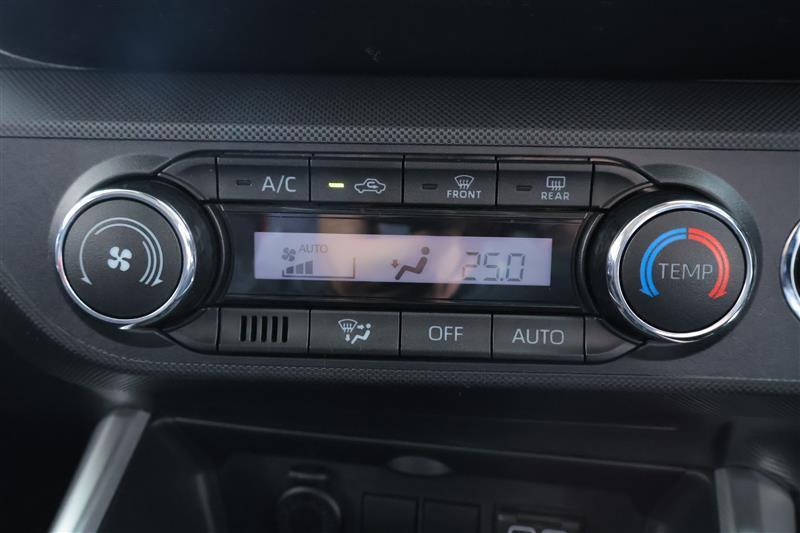 A/C
FRONT
REAR
AUTO
25.0
TEMP
OFF
AUTO